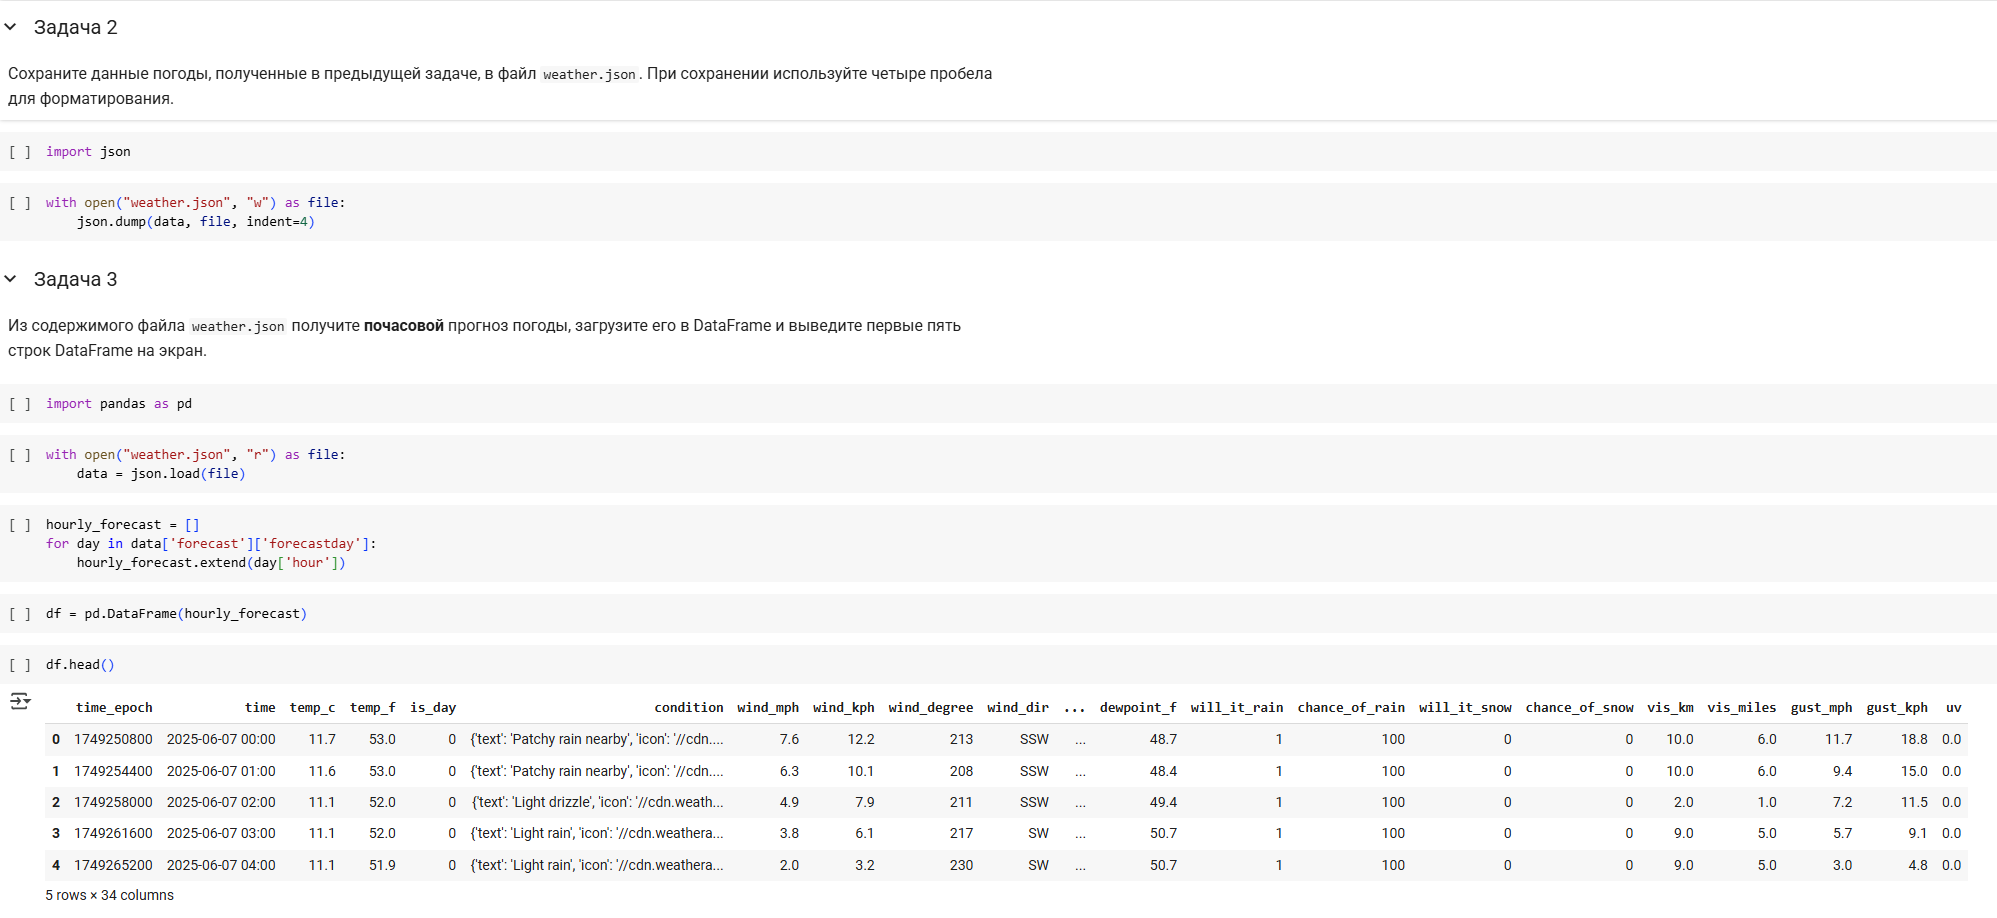 Задача 2
Сохраните данные погоды, полученные в предыдущей задаче, в файл weather.json. При сохранении используйте четыре пробела
для форматирования.
[ ] import json
[ ] with open("weather.json", "w") as file:
    json.dump(data, file, indent=4)
Задача 3
Из содержимого файла weather.json получите почасовой прогноз погоды, загрузите его в DataFrame и выведите первые пять
строк DataFrame на экран.
[ ] import pandas as pd
[ ] with open("weather.json", "r") as file:
    data = json.load(file)
[ ] hourly_forecast = []
for day in data['forecast']['forecastday']:
    hourly_forecast.extend(day['hour'])
[ ] df = pd.DataFrame(hourly_forecast)
[ ] df.head()
time_epoch time temp_c temp_f is_day condition wind_mph wind_kph wind_degree wind_dir ... dewpoint_f will_it_rain chance_of_rain will_it_snow chance_of_snow vis_km vis_miles gust_mph gust_kph uv
0 1749250800 2025-06-07 00:00 11.7 53.0 0 {'text': 'Patchy rain nearby', 'icon': '//cdn.... 7.6 12.2 213 SSW ... 48.7 1 100 0 0 10.0 6.0 11.7 18.8 0.0
1 1749254400 2025-06-07 01:00 11.6 53.0 0 {'text': 'Patchy rain nearby', 'icon': '//cdn.... 6.3 10.1 208 SSW ... 48.4 1 100 0 0 10.0 6.0 9.4 15.0 0.0
2 1749258000 2025-06-07 02:00 11.1 52.0 0 {'text': 'Light drizzle', 'icon': '//cdn.weath... 4.9 7.9 211 SSW ... 49.4 1 100 0 0 2.0 1.0 7.2 11.5 0.0
3 1749261600 2025-06-07 03:00 11.1 52.0 0 {'text': 'Light rain', 'icon': '//cdn.weathera... 3.8 6.1 217 SW ... 50.7 1 100 0 0 9.0 5.0 5.7 9.1 0.0
4 1749265200 2025-06-07 04:00 11.1 51.9 0 {'text': 'Light rain', 'icon': '//cdn.weathera... 2.0 3.2 230 SW ... 50.7 1 100 0 0 9.0 5.0 3.0 4.8 0.0
5 rows × 34 columns